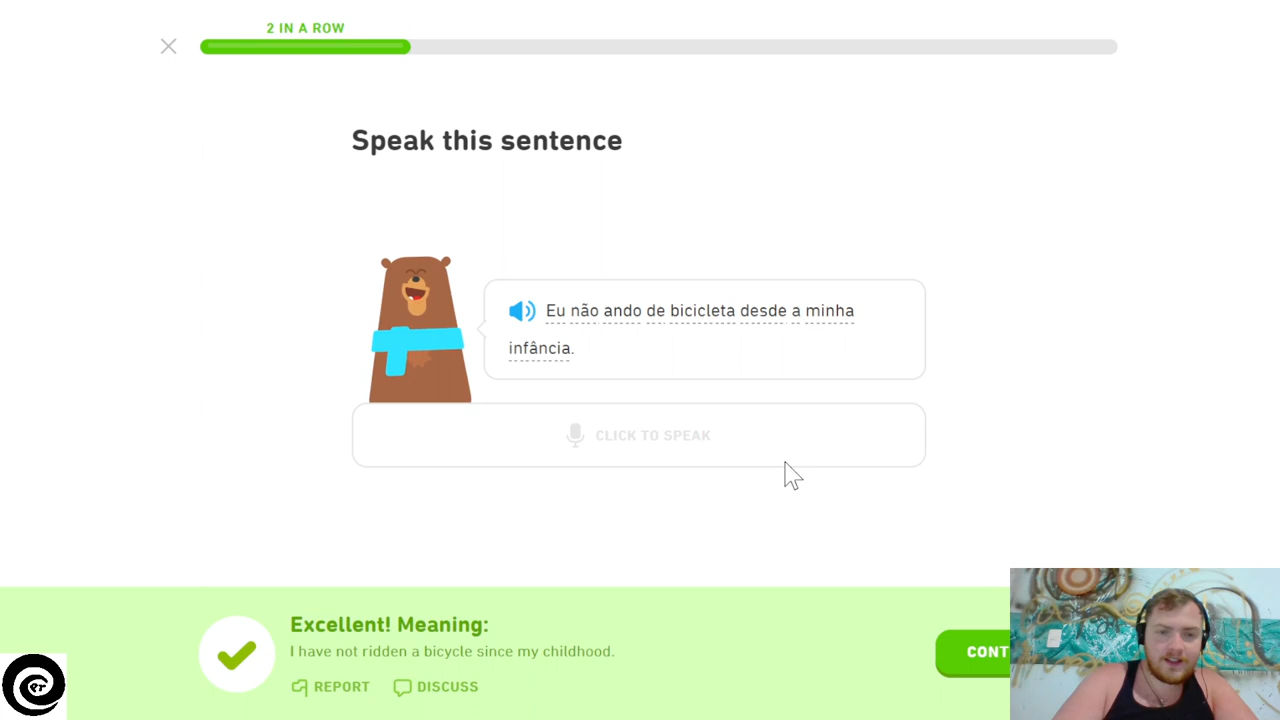 2 IN A ROW
Speak this sentence
Eu não ando de bicicleta desde a minha
infância.
CLICK TO SPEAK
Excellent! Meaning:
I have not ridden a bicycle since my childhood.
CONT
REPORT DISCUSS